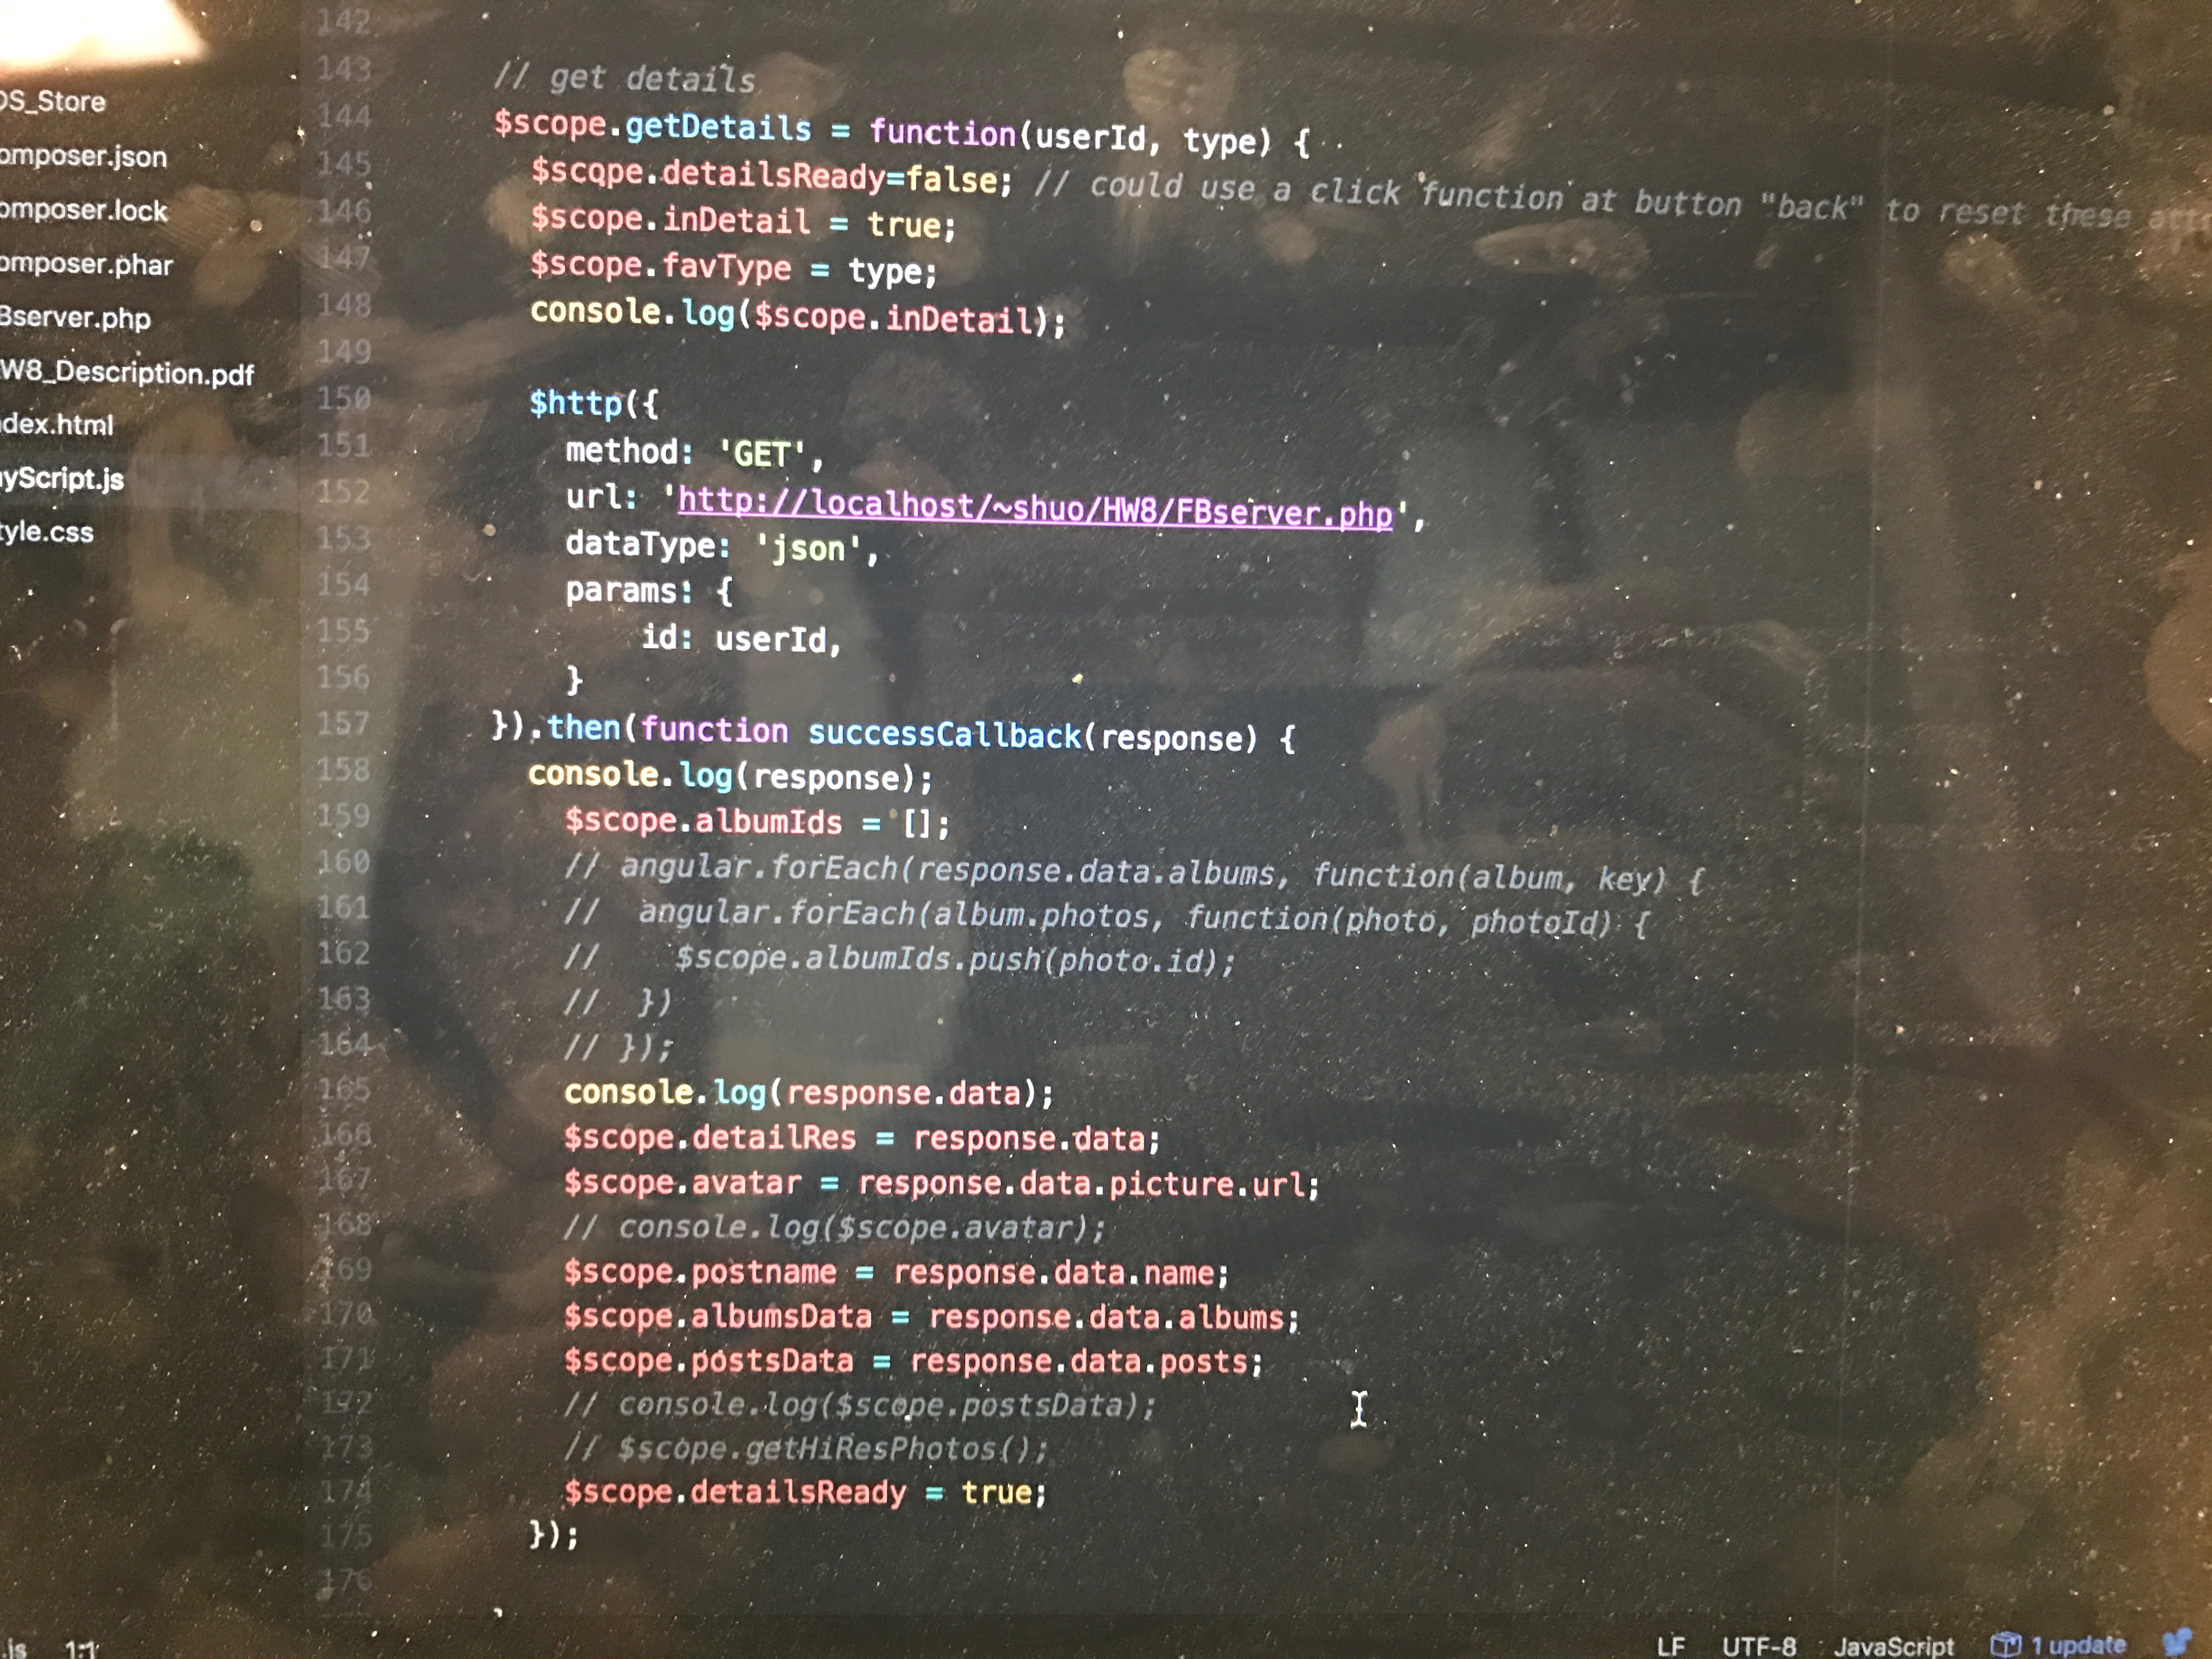 DS_Store
omposer.json
omposer.lock
omposer.phar
Bserver.php
W8_Description.pdf
dex.html
yScript.js
tyle.css
142
143 // get details
144 $scope.getDetails = function(userId, type) {
145 $scope.detailsReady=false; // could use a click function at button "back" to reset these att
146 $scope.inDetail = true;
147 $scope.favType = type;
148 console.log($scope.inDetail);
149
150 $http({
151 method: 'GET',
152 url: 'http://localhost/~shuo/HW8/FBserver.php',
153 dataType: 'json',
154 params: {
155 id: userId,
156 }
157 }).then(function successCallback(response) {
158 console.log(response);
159 $scope.albumIds = [];
160 // angular.forEach(response.data.albums, function(album, key) {
161 // angular.forEach(album.photos, function(photo, photoId) {
162 // $scope.albumIds.push(photo.id);
163 // })
164 // });
165 console.log(response.data);
166 $scope.detailRes = response.data;
167 $scope.avatar = response.data.picture.url;
168 // console.log($scope.avatar);
169 $scope.postname = response.data.name;
170 $scope.albumsData = response.data.albums;
171 $scope.postsData = response.data.posts;
172 // console.log($scope.postsData);
173 // $scope.getHiResPhotos();
174 $scope.detailsReady = true;
175 });
176
.js 1:1 LF UTF-8 JavaScript 1 update